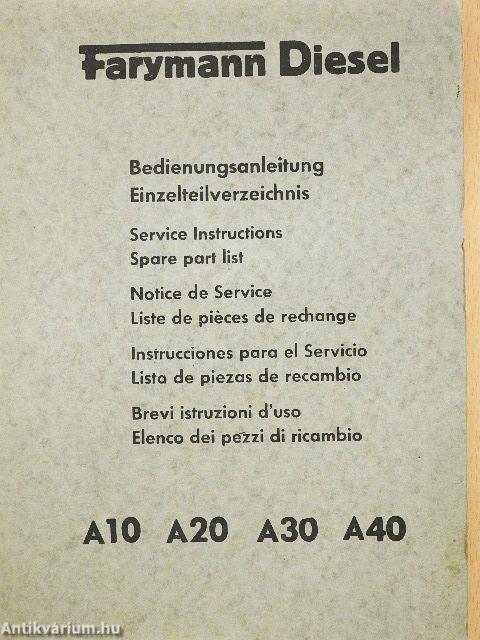 Farymann Diesel
Bedienungsanleitung
Einzelteilverzeichnis
Service Instructions
Spare part list
Notice de Service
Liste de pièces de rechange
Instrucciones para el Servicio
Lista de piezas de recambio
Brevi istruzioni d'uso
Elenco dei pezzi di ricambio
A10 A20 A30 A40
Antikvárium.hu